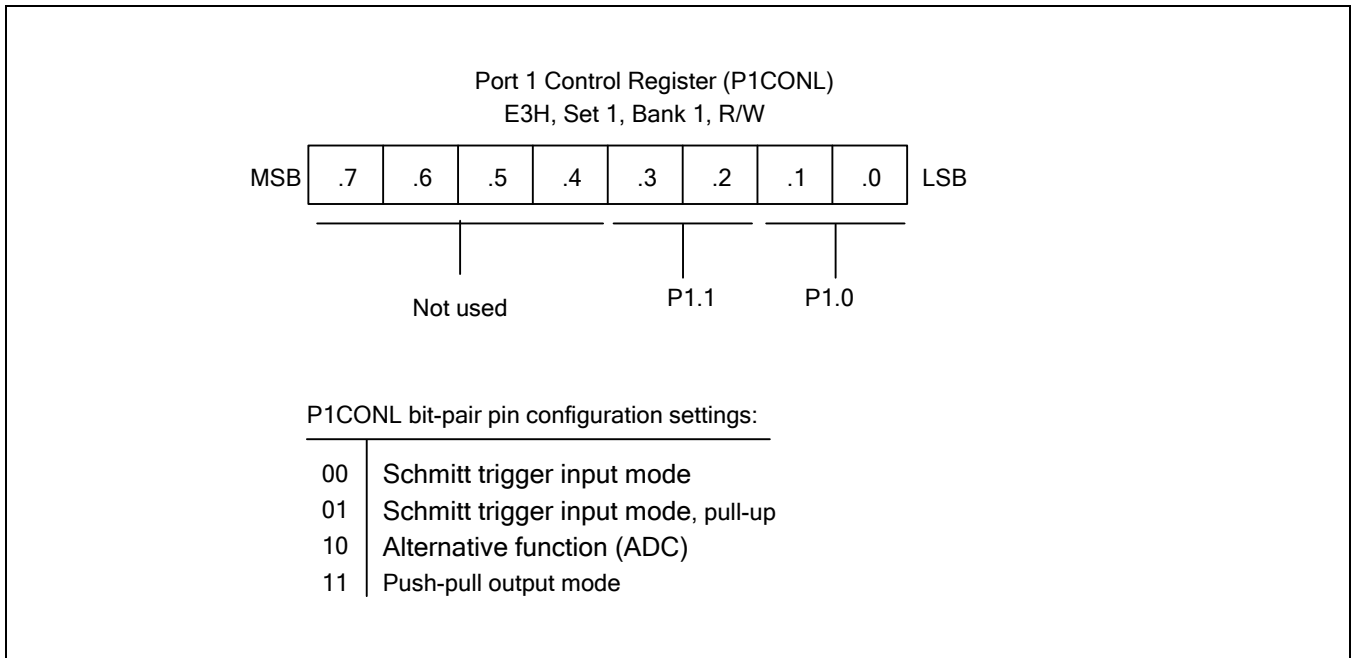 Port 1 Control Register (P1CONL)
E3H, Set 1, Bank 1, R/W
MSB .7 .6 .5 .4 .3 .2 .1 .0 LSB
Not used P1.1 P1.0
P1CONL bit-pair pin configuration settings:
00 Schmitt trigger input mode
01 Schmitt trigger input mode, pull-up
10 Alternative function (ADC)
11 Push-pull output mode